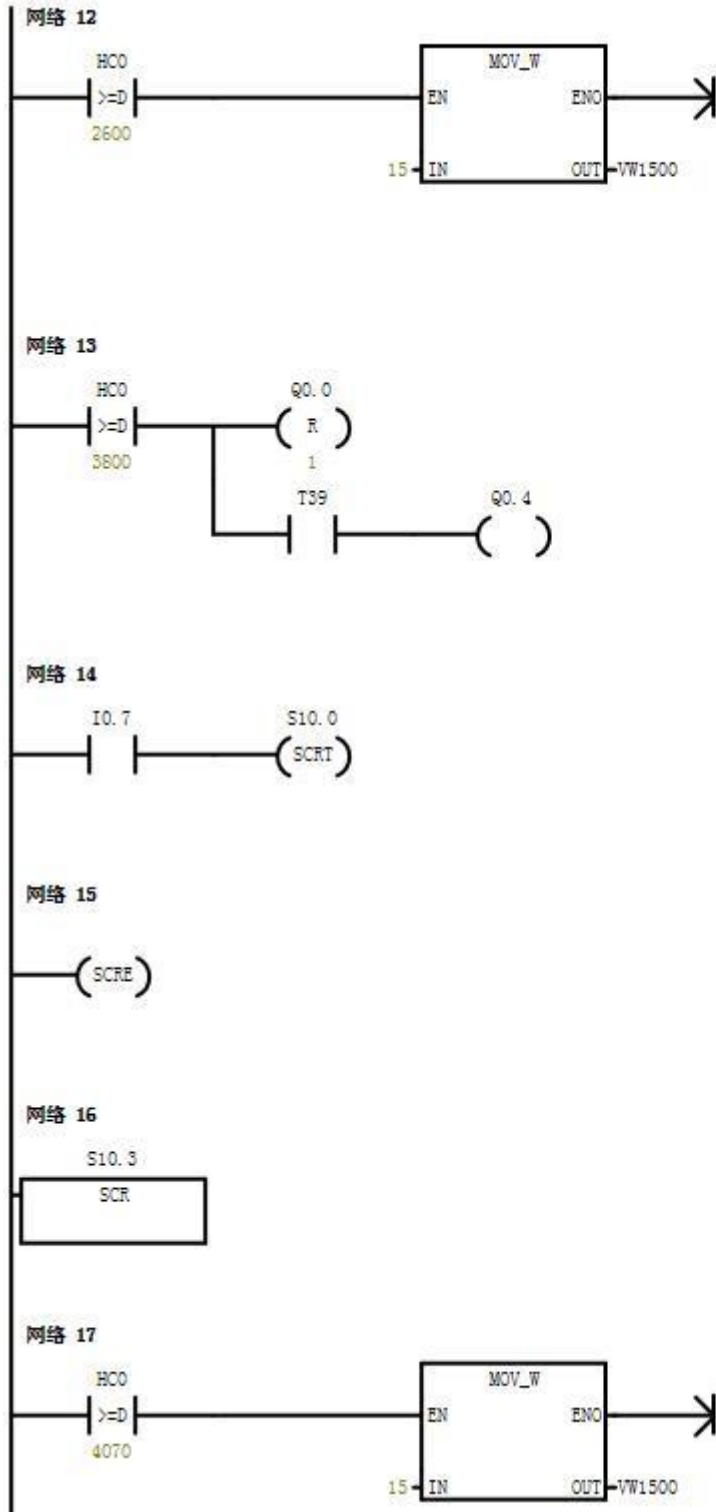 网络 12
HC0
MOV_W
>=D
EN
ENO
2600
15
IN
OUT
VW1500
网络 13
HC0
Q0.0
>=D
R
3800
1
T39
Q0.4
网络 14
I0.7
S10.0
SCRT
网络 15
SCRE
网络 16
S10.3
SCR
网络 17
HC0
MOV_W
>=D
EN
ENO
4070
15
IN
OUT
VW1500